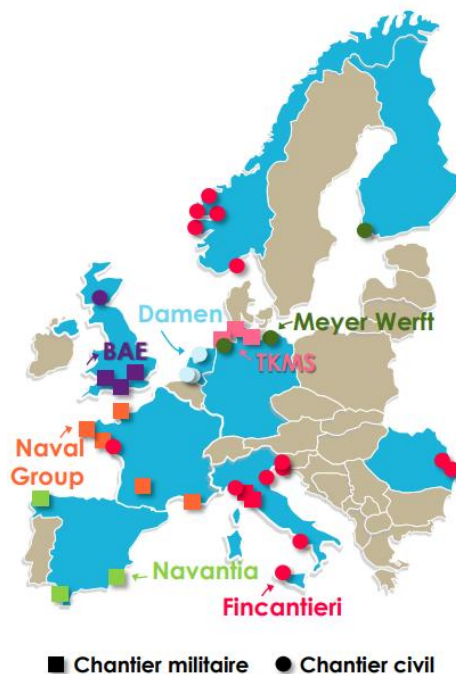 Damen
Meyer Werft
BAE
TKMS
Naval
Group
Navantia
Fincantieri
Chantier militaire
Chantier civil